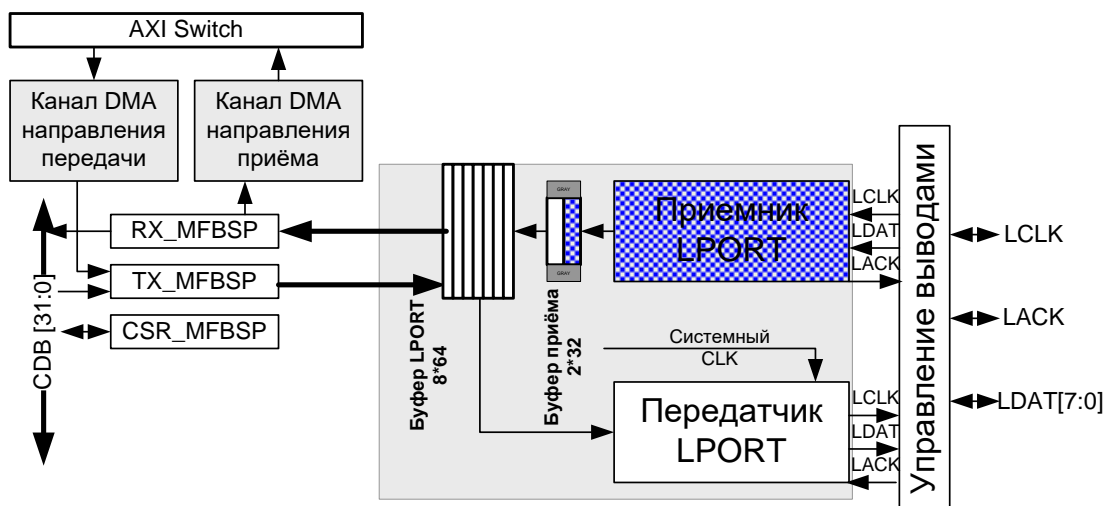 AXI Switch
Канал DMA
направления
передачи
Канал DMA
направления
приёма
RX_MFBSP
TX_MFBSP
CSR_MFBSP
CDB [31:0]
Буфер LPORT
8*64
GRAY
GRAY
Буфер приёма
2*32
Приемник
LPORT
LCLK
LDAT
LACK
Системный
CLK
Передатчик
LPORT
LCLK
LDAT
LACK
Управление выводами
LCLK
LACK
LDAT[7:0]